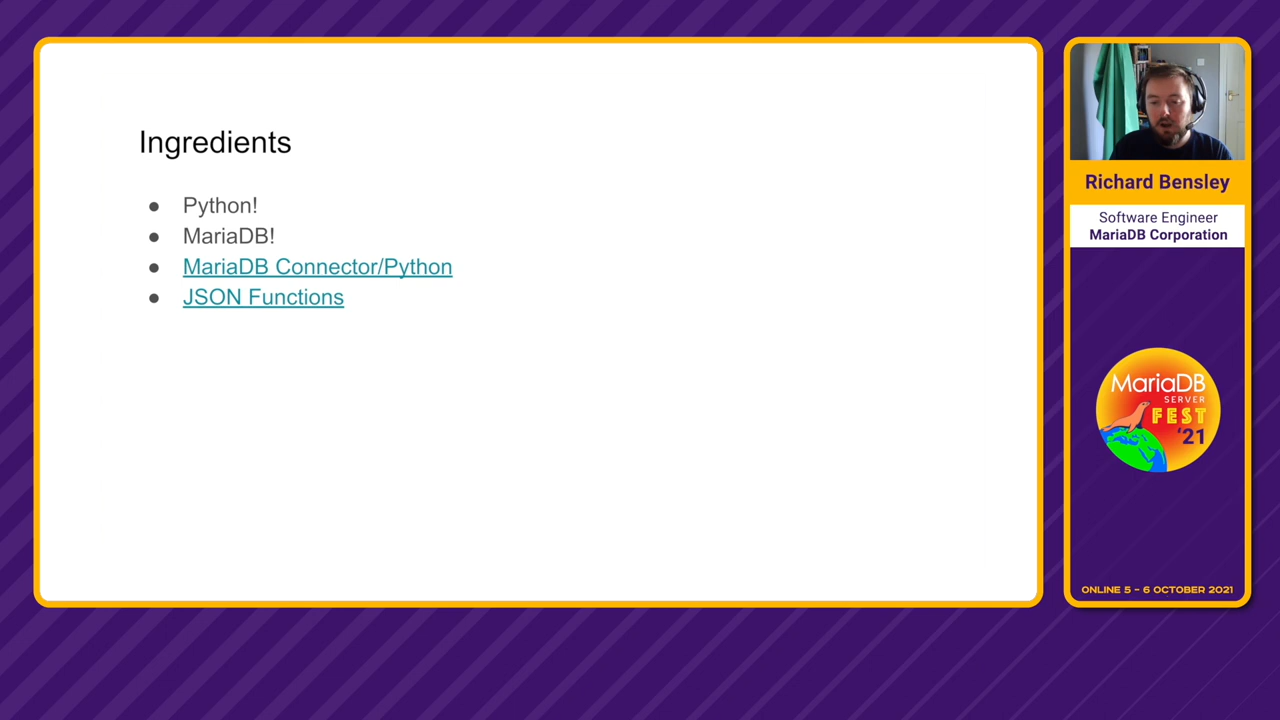 Ingredients
● Python!
● MariaDB!
● MariaDB Connector/Python
● JSON Functions
Richard Bensley
Software Engineer
MariaDB Corporation
MariaDB
SERVER
FEST
'21
ONLINE 5 – 6 OCTOBER 2021